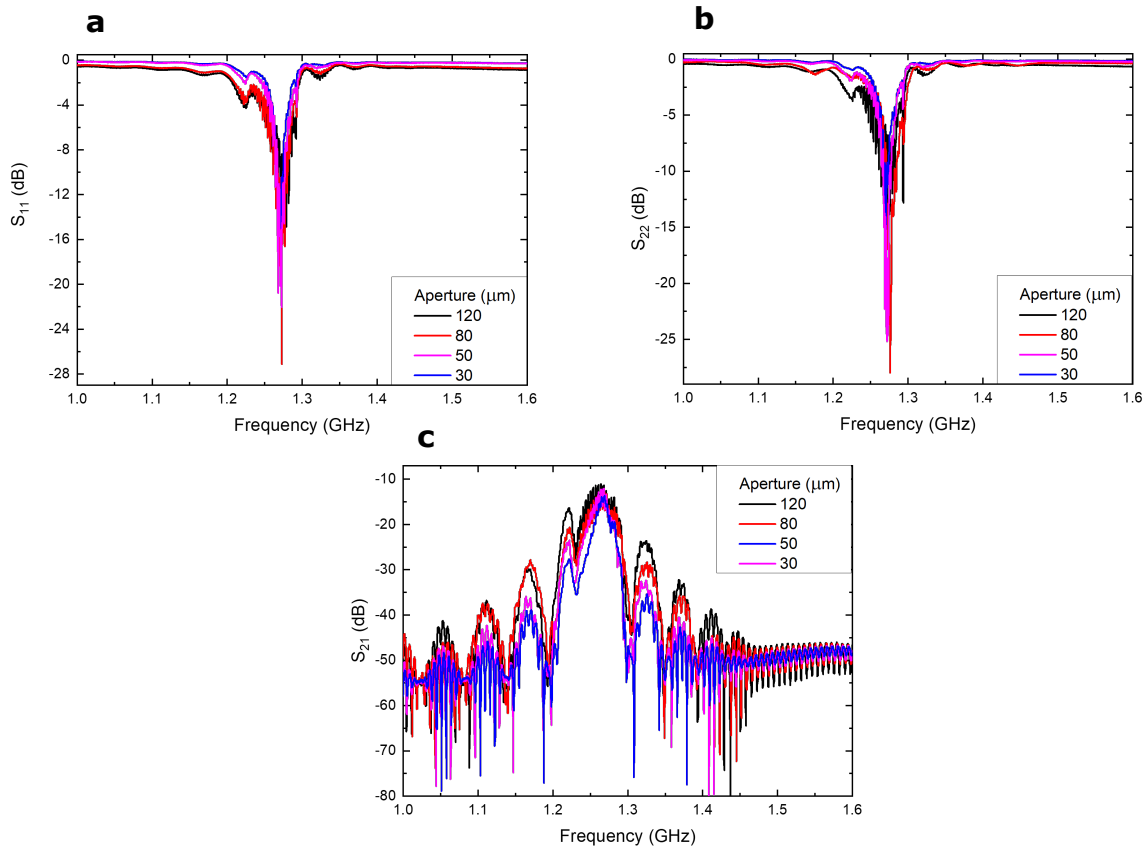 a
0
-4
-8
-12
-16
-20
-24
-28
S11 (dB)
1.0 1.1 1.2 1.3 1.4 1.5 1.6
Frequency (GHz)
Aperture (μm)
120
80
50
30
b
0
-5
-10
-15
-20
-25
S22 (dB)
1.0 1.1 1.2 1.3 1.4 1.5 1.6
Frequency (GHz)
Aperture (μm)
120
80
50
30
c
-10
-20
-30
-40
-50
-60
-70
-80
S21 (dB)
1.0 1.1 1.2 1.3 1.4 1.5 1.6
Frequency (GHz)
Aperture (μm)
120
80
50
30